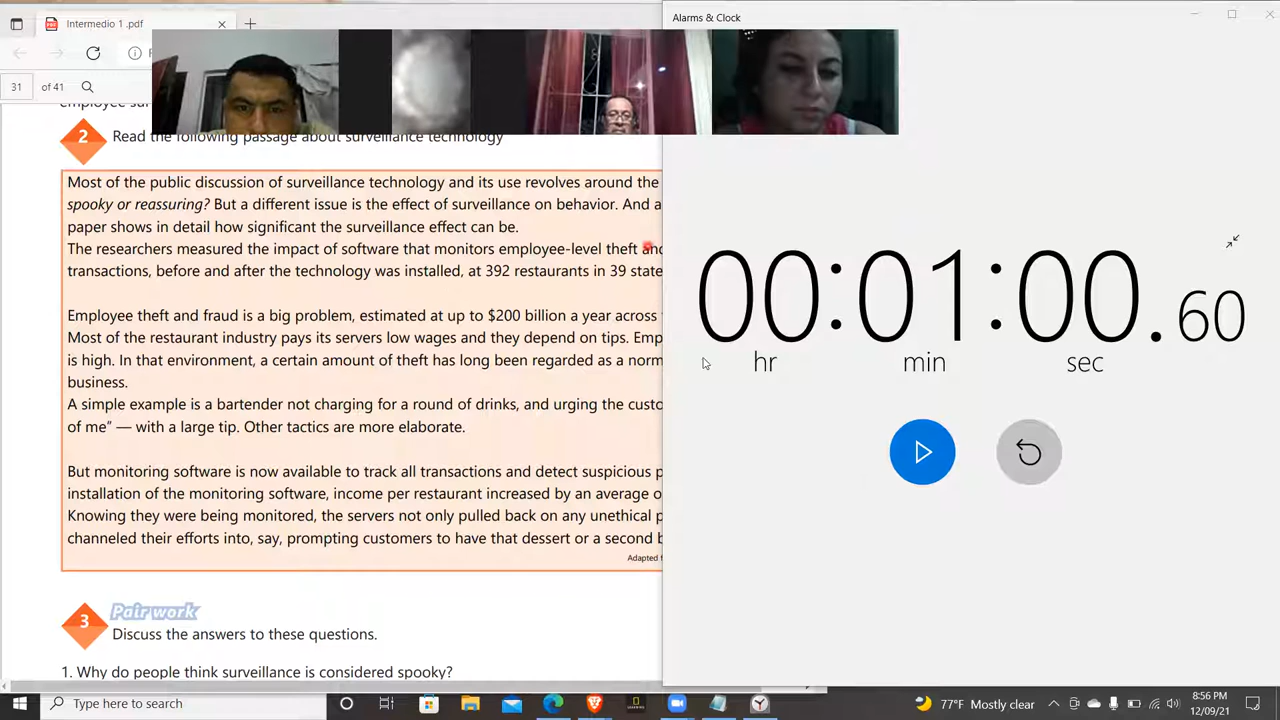 Intermedio 1 .pdf
Alarms & Clock
31 of 41
2 Read the following passage about surveillance technology
Most of the public discussion of surveillance technology and its use revolves around the
spooky or reassuring? But a different issue is the effect of surveillance on behavior. And a
paper shows in detail how significant the surveillance effect can be.
The researchers measured the impact of software that monitors employee-level theft and
transactions, before and after the technology was installed, at 392 restaurants in 39 state
Employee theft and fraud is a big problem, estimated at up to $200 billion a year across
Most of the restaurant industry pays its servers low wages and they depend on tips. Emp
is high. In that environment, a certain amount of theft has long been regarded as a norm
business.
A simple example is a bartender not charging for a round of drinks, and urging the custo
of me” — with a large tip. Other tactics are more elaborate.
But monitoring software is now available to track all transactions and detect suspicious p
installation of the monitoring software, income per restaurant increased by an average o
Knowing they were being monitored, the servers not only pulled back on any unethical p
channeled their efforts into, say, prompting customers to have that dessert or a second b
Adapted f
3 Pair work
Discuss the answers to these questions.
1. Why do people think surveillance is considered spooky?
00:01:00.60
hr min sec
Type here to search
77°F Mostly clear
8:56 PM
12/09/21